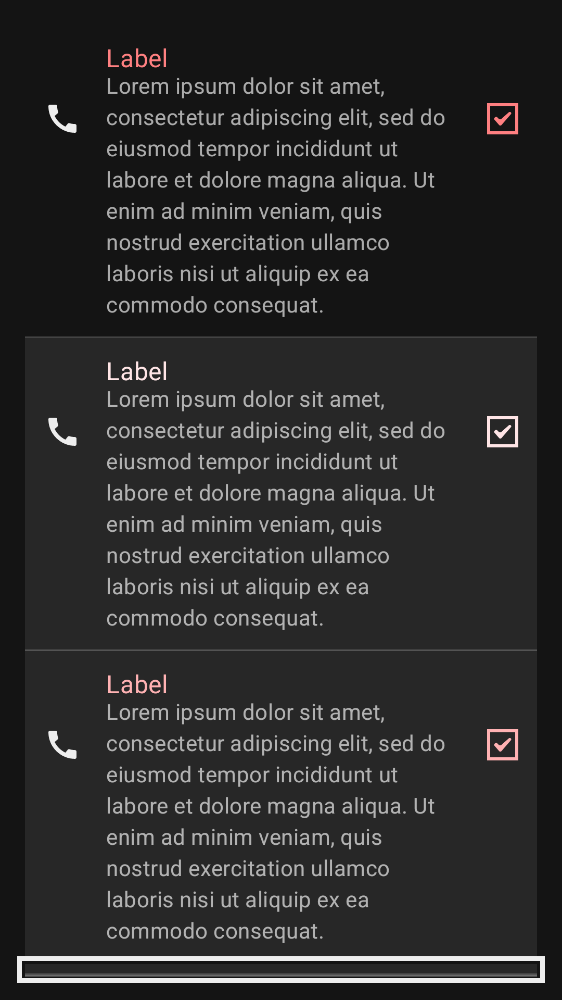 Label
Lorem ipsum dolor sit amet,
consectetur adipiscing elit, sed do
eiusmod tempor incididunt ut
labore et dolore magna aliqua. Ut
enim ad minim veniam, quis
nostrud exercitation ullamco
laboris nisi ut aliquip ex ea
commodo consequat.
Label
Lorem ipsum dolor sit amet,
consectetur adipiscing elit, sed do
eiusmod tempor incididunt ut
labore et dolore magna aliqua. Ut
enim ad minim veniam, quis
nostrud exercitation ullamco
laboris nisi ut aliquip ex ea
commodo consequat.
Label
Lorem ipsum dolor sit amet,
consectetur adipiscing elit, sed do
eiusmod tempor incididunt ut
labore et dolore magna aliqua. Ut
enim ad minim veniam, quis
nostrud exercitation ullamco
laboris nisi ut aliquip ex ea
commodo consequat.